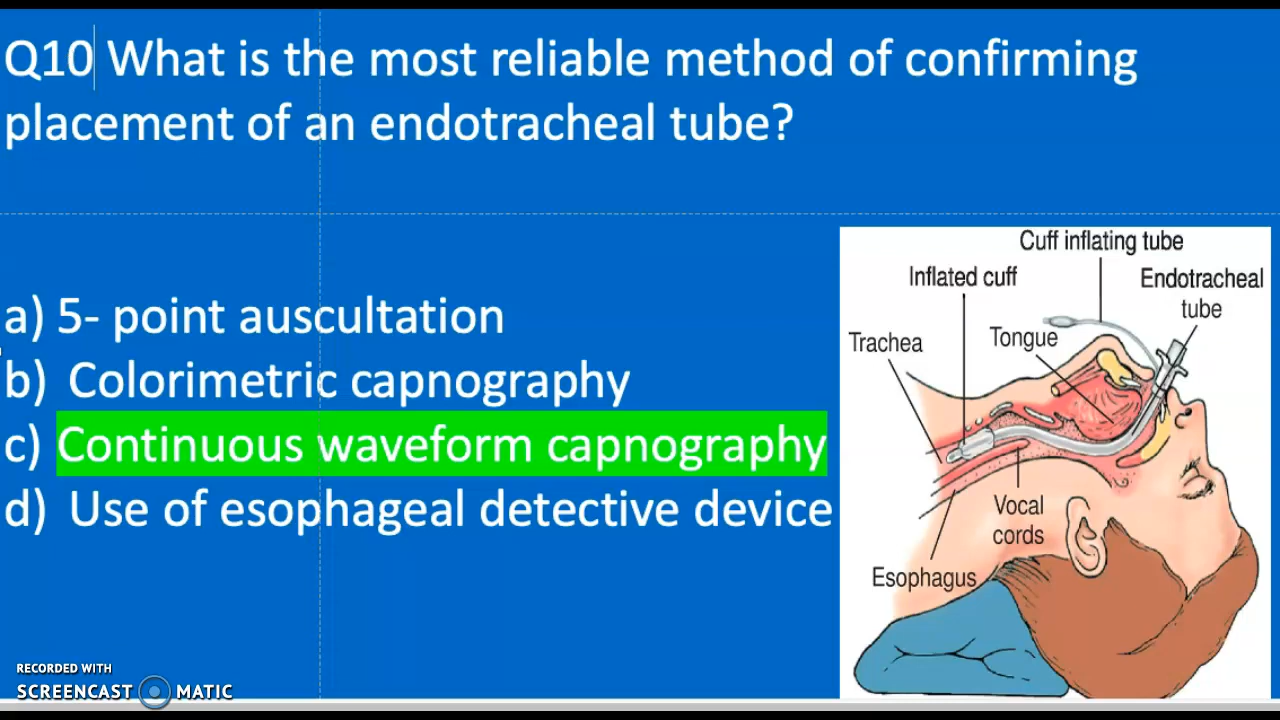 Q10 What is the most reliable method of confirming
placement of an endotracheal tube?
a) 5- point auscultation
b) Colorimetric capnography
c) Continuous waveform capnography
d) Use of esophageal detective device
Cuff inflating tube
Inflated cuff
Endotracheal
tube
Trachea
Tongue
Vocal
cords
Esophagus
RECORDED WITH
SCREENCAST MATIC